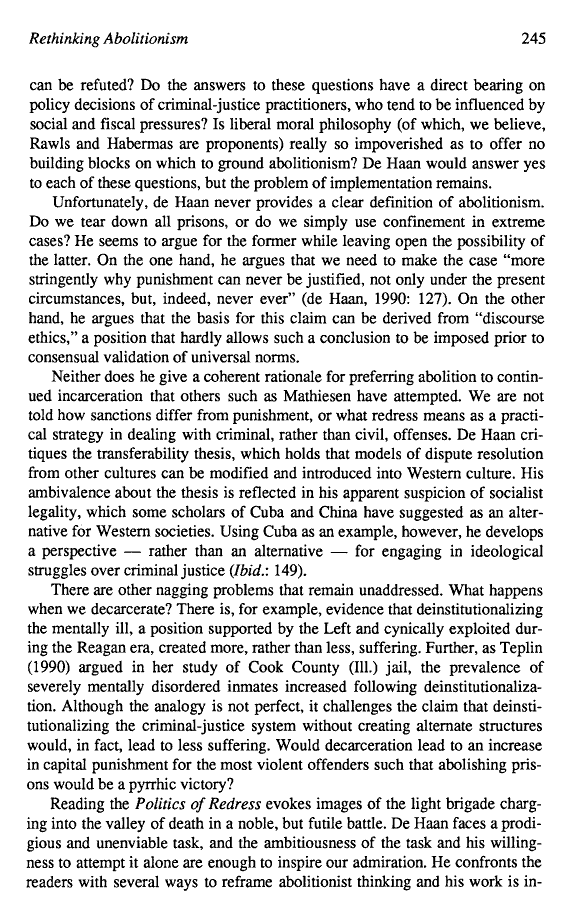 Rethinking Abolitionism 245
can be refuted? Do the answers to these questions have a direct bearing on
policy decisions of criminal-justice practitioners, who tend to be influenced by
social and fiscal pressures? Is liberal moral philosophy (of which, we believe,
Rawls and Habermas are proponents) really so impoverished as to offer no
building blocks on which to ground abolitionism? De Haan would answer yes
to each of these questions, but the problem of implementation remains.
Unfortunately, de Haan never provides a clear definition of abolitionism.
Do we tear down all prisons, or do we simply use confinement in extreme
cases? He seems to argue for the former while leaving open the possibility of
the latter. On the one hand, he argues that we need to make the case “more
stringently why punishment can never be justified, not only under the present
circumstances, but, indeed, never ever” (de Haan, 1990: 127). On the other
hand, he argues that the basis for this claim can be derived from “discourse
ethics,” a position that hardly allows such a conclusion to be imposed prior to
consensual validation of universal norms.
Neither does he give a coherent rationale for preferring abolition to contin-
ued incarceration that others such as Mathiesen have attempted. We are not
told how sanctions differ from punishment, or what redress means as a practi-
cal strategy in dealing with criminal, rather than civil, offenses. De Haan cri-
tiques the transferability thesis, which holds that models of dispute resolution
from other cultures can be modified and introduced into Western culture. His
ambivalence about the thesis is reflected in his apparent suspicion of socialist
legality, which some scholars of Cuba and China have suggested as an alter-
native for Western societies. Using Cuba as an example, however, he develops
a perspective — rather than an alternative — for engaging in ideological
struggles over criminal justice (Ibid.: 149).
There are other nagging problems that remain unaddressed. What happens
when we decarcerate? There is, for example, evidence that deinstitutionalizing
the mentally ill, a position supported by the Left and cynically exploited dur-
ing the Reagan era, created more, rather than less, suffering. Further, as Teplin
(1990) argued in her study of Cook County (Ill.) jail, the prevalence of
severely mentally disordered inmates increased following deinstitutionaliza-
tion. Although the analogy is not perfect, it challenges the claim that deinsti-
tutionalizing the criminal-justice system without creating alternate structures
would, in fact, lead to less suffering. Would decarceration lead to an increase
in capital punishment for the most violent offenders such that abolishing pris-
ons would be a pyrrhic victory?
Reading the Politics of Redress evokes images of the light brigade charg-
ing into the valley of death in a noble, but futile battle. De Haan faces a prodi-
gious and unenviable task, and the ambitiousness of the task and his willing-
ness to attempt it alone are enough to inspire our admiration. He confronts the
readers with several ways to reframe abolitionist thinking and his work is in-